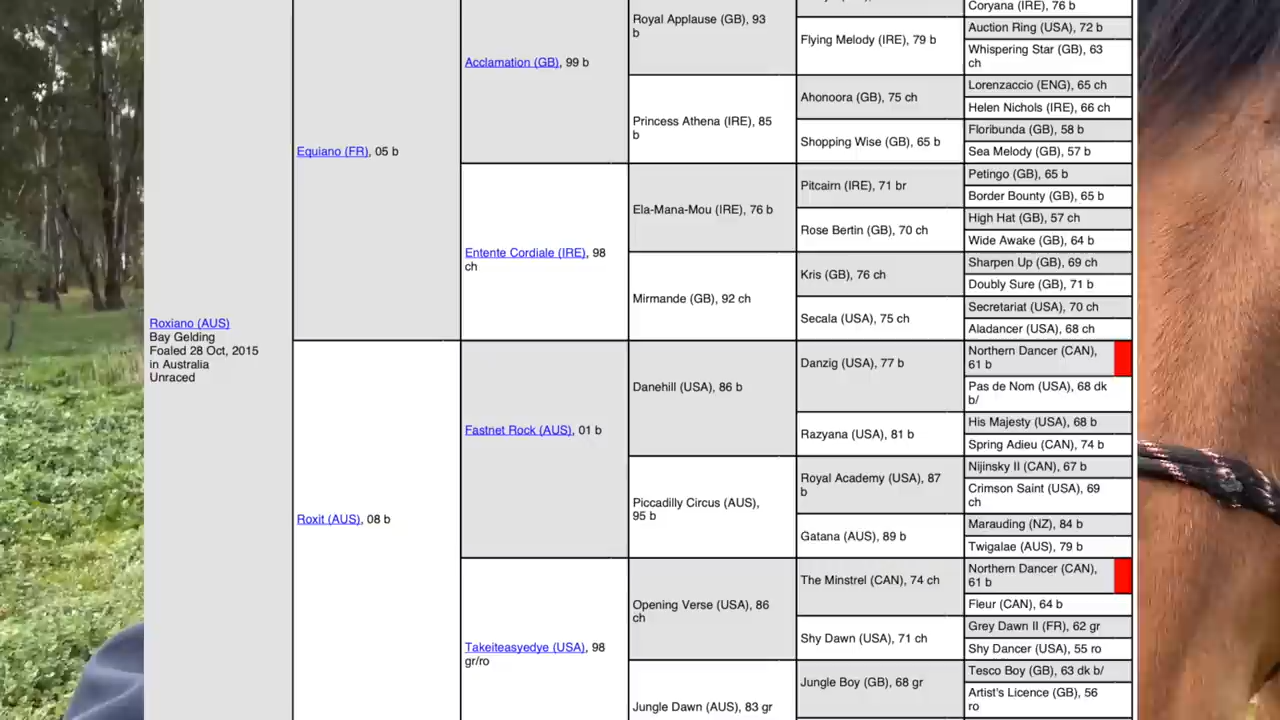 Coryana (IRE), 76 b
Royal Applause (GB), 93
b
Auction Ring (USA), 72 b
Flying Melody (IRE), 79 b
Whispering Star (GB), 63
ch
Acclamation (GB), 99 b
Lorenzaccio (ENG), 65 ch
Ahonoora (GB), 75 ch
Helen Nichols (IRE), 66 ch
Princess Athena (IRE), 85
b
Floribunda (GB), 58 b
Shopping Wise (GB), 65 b
Sea Melody (GB), 57 b
Equiano (FR), 05 b
Petingo (GB), 65 b
Pitcairn (IRE), 71 br
Border Bounty (GB), 65 b
Ela-Mana-Mou (IRE), 76 b
High Hat (GB), 57 ch
Rose Bertin (GB), 70 ch
Wide Awake (GB), 64 b
Entente Cordiale (IRE), 98
ch
Sharpen Up (GB), 69 ch
Kris (GB), 76 ch
Doubly Sure (GB), 71 b
Mirmande (GB), 92 ch
Secretariat (USA), 70 ch
Secala (USA), 75 ch
Aladancer (USA), 68 ch
Roxiano (AUS)
Bay Gelding
Foaled 28 Oct, 2015
in Australia
Unraced
Northern Dancer (CAN),
61 b
Danzig (USA), 77 b
Pas de Nom (USA), 68 dk
b/
Danehill (USA), 86 b
His Majesty (USA), 68 b
Razyana (USA), 81 b
Spring Adieu (CAN), 74 b
Fastnet Rock (AUS), 01 b
Nijinsky II (CAN), 67 b
Royal Academy (USA), 87
b
Crimson Saint (USA), 69
ch
Piccadilly Circus (AUS),
95 b
Marauding (NZ), 84 b
Gatana (AUS), 89 b
Twigalae (AUS), 79 b
Roxit (AUS), 08 b
Northern Dancer (CAN),
61 b
The Minstrel (CAN), 74 ch
Fleur (CAN), 64 b
Opening Verse (USA), 86
ch
Grey Dawn II (FR), 62 gr
Shy Dawn (USA), 71 ch
Shy Dancer (USA), 55 ro
Takeiteasyedye (USA), 98
gr/ro
Tesco Boy (GB), 63 dk b/
Jungle Boy (GB), 68 gr
Artist's Licence (GB), 56
ro
Jungle Dawn (AUS), 83 gr